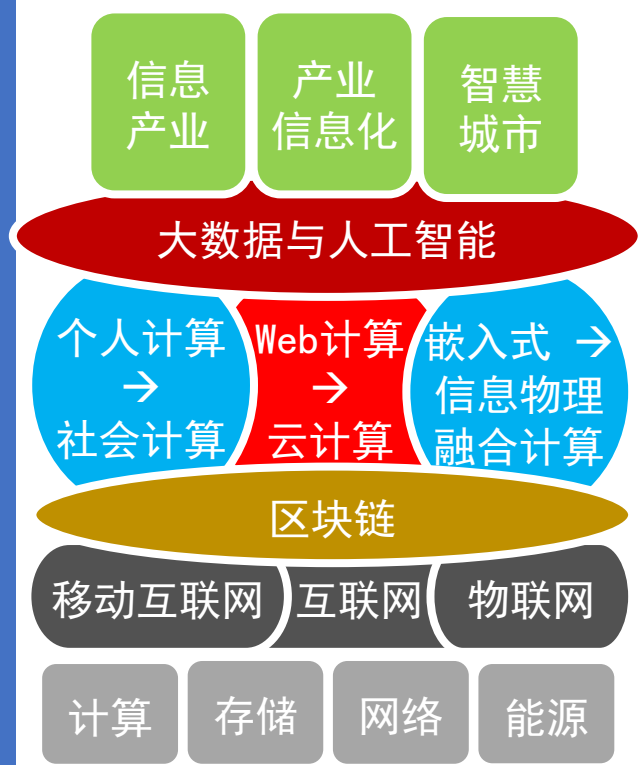 信息
产业
产业
信息化
智慧
城市
大数据与人工智能
个人计算
→
社会计算
Web计算
→
云计算
嵌入式 →
信息物理
融合计算
区块链
移动互联网
互联网
物联网
计算
存储
网络
能源